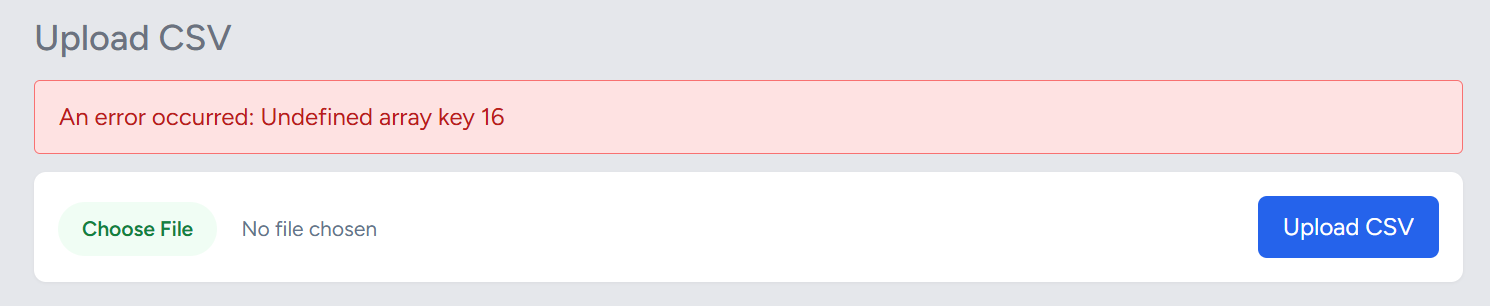 Upload CSV
An error occurred: Undefined array key 16
Choose File No file chosen Upload CSV